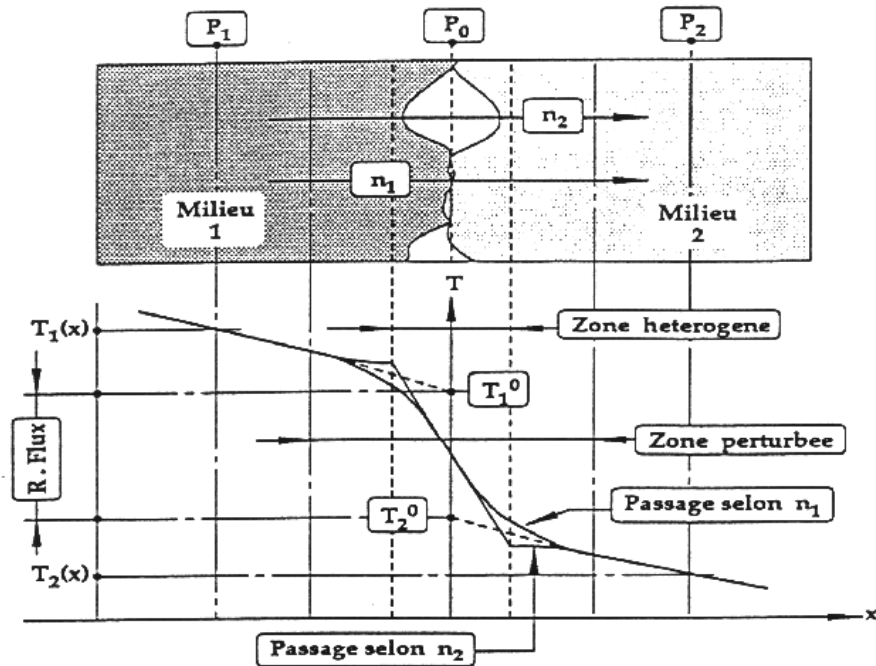 P1
P0
P2
n2
n1
Milieu
1
Milieu
2
T
T1(x)
Zone heterogene
T1⁰
R. Flux
Zone perturbee
T2⁰
Passage selon n1
T2(x)
x
Passage selon n2